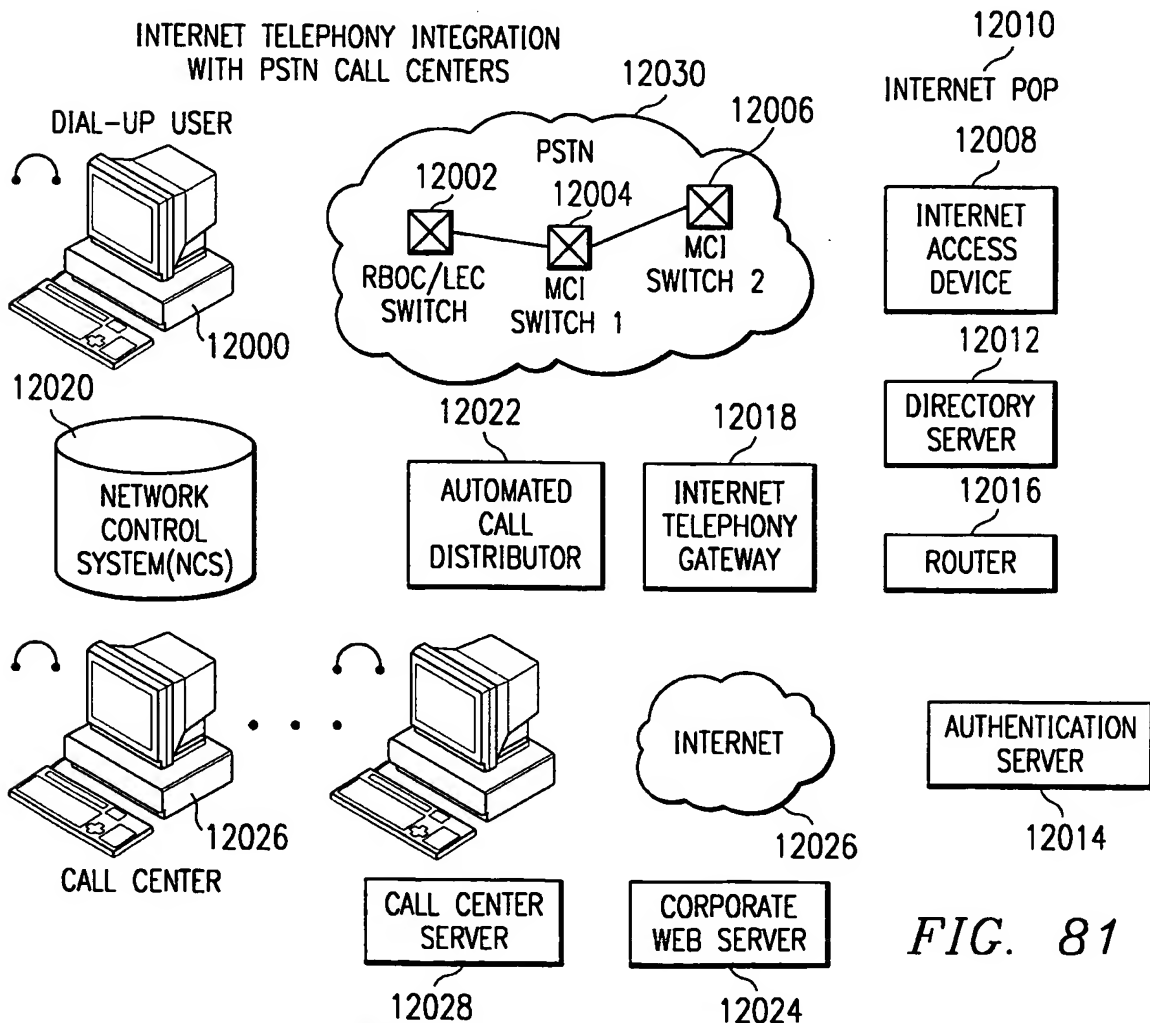 INTERNET TELEPHONY INTEGRATION
WITH PSTN CALL CENTERS
12010
INTERNET POP
DIAL-UP USER
12000
12030
PSTN
12002
RBOC/LEC
SWITCH
12004
MCI
SWITCH 1
12006
MCI
SWITCH 2
12008
INTERNET
ACCESS
DEVICE
12012
DIRECTORY
SERVER
12016
ROUTER
12020
NETWORK
CONTROL
SYSTEM(NCS)
12022
AUTOMATED
CALL
DISTRIBUTOR
12018
INTERNET
TELEPHONY
GATEWAY
12026
CALL CENTER
INTERNET
12026
AUTHENTICATION
SERVER
12014
CALL CENTER
SERVER
12028
CORPORATE
WEB SERVER
12024
FIG. 81